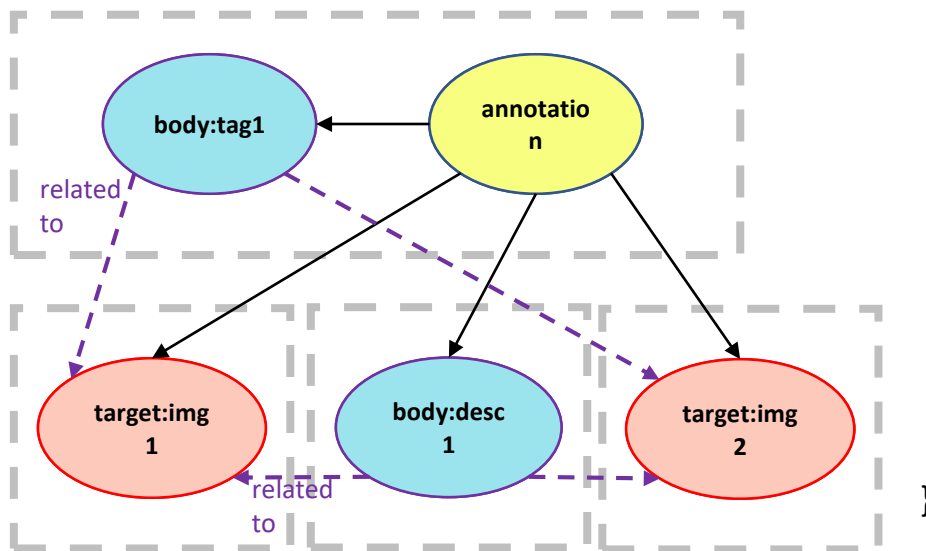 body:tag1
annotatio
n
related
to
target:img
1
body:desc
1
target:img
2
related
to
}